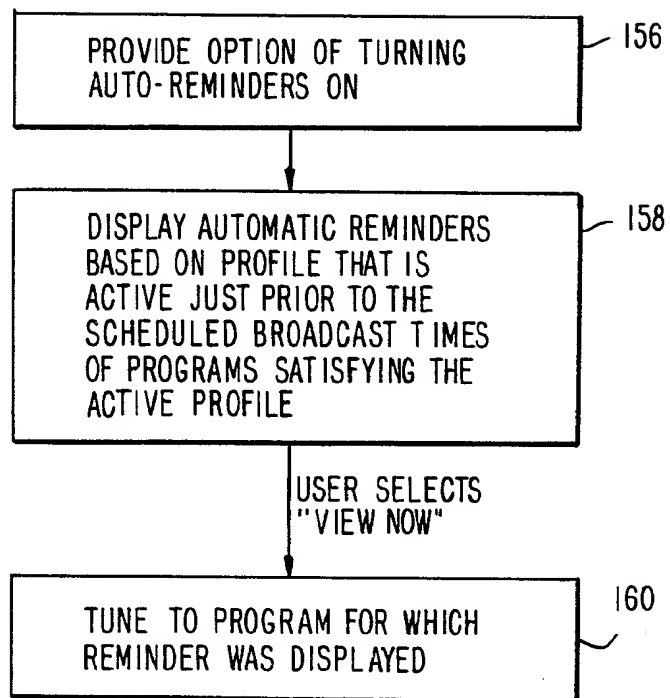 PROVIDE OPTION OF TURNING
AUTO-REMINDERS ON
156
DISPLAY AUTOMATIC REMINDERS
BASED ON PROFILE THAT IS
ACTIVE JUST PRIOR TO THE
SCHEDULED BROADCAST TIMES
OF PROGRAMS SATISFYING THE
ACTIVE PROFILE
158
USER SELECTS
"VIEW NOW"
TUNE TO PROGRAM FOR WHICH
REMINDER WAS DISPLAYED
160